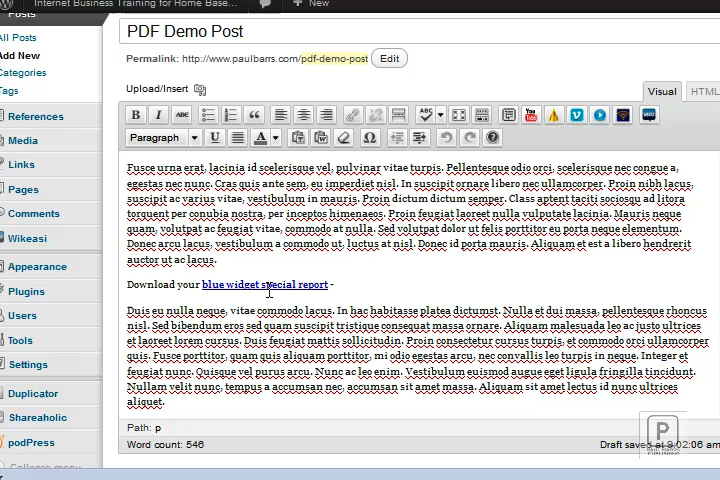 Internet Business Training for Home Base... + New
Posts
All Posts
Add New
Categories
Tags
References
Media
Links
Pages
Comments
Wikeasi
Appearance
Plugins
Users
Tools
Settings
Duplicator
Shareaholic
podPress
Collapse menu
PDF Demo Post
Permalink: http://www.paulbarrs.com/pdf-demo-post Edit
Upload/Insert
Visual HTML
B I ABC ABC
Paragraph U A Ω
Fusce urna erat, lacinia id scelerisque vel, pulvinar vitae turpis. Pellentesque odio orci, scelerisque nec congue a,
egestas nec nunc. Cras quis ante sem, eu imperdiet nisl. In suscipit ornare libero nec ullamcorper. Proin nibh lacus,
suscipit ac varius vitae, vestibulum in mauris. Proin dictum dictum semper. Class aptent taciti sociosqu ad litora
torquent per conubia nostra, per inceptos himenaeos. Proin feugiat laoreet nulla vulputate lacinia. Mauris neque
quam, volutpat ac feugiat vitae, commodo at nulla. Sed volutpat dolor ut felis porttitor eu porta neque elementum.
Donec arcu lacus, vestibulum a commodo ut, luctus at nisl. Donec id porta mauris. Aliquam et est a libero hendrerit
auctor ut ac lacus.
Download your blue widget special report -
Duis eu nulla neque, vitae commodo lacus. In hac habitasse platea dictumst. Nulla et dui massa, pellentesque rhoncus
nisl. Sed bibendum eros sed quam suscipit tristique consequat massa ornare. Aliquam malesuada leo ac justo ultrices
et laoreet lorem cursus. Duis feugiat mattis sollicitudin. Proin consectetur cursus turpis, et commodo orci ullamcorper
quis. Fusce porttitor, quam quis aliquam porttitor, mi odio egestas arcu, nec convallis leo turpis in neque. Integer et
feugiat nunc. Quisque vel purus arcu. Nunc ac leo enim. Vestibulum euismod augue eget ligula fringilla tincidunt.
Nullam velit nunc, tempus a accumsan nec, accumsan sit amet massa. Aliquam sit amet lectus id nunc ultrices
aliquet.
Path: p
Word count: 546 Draft saved at 9:02:06 am